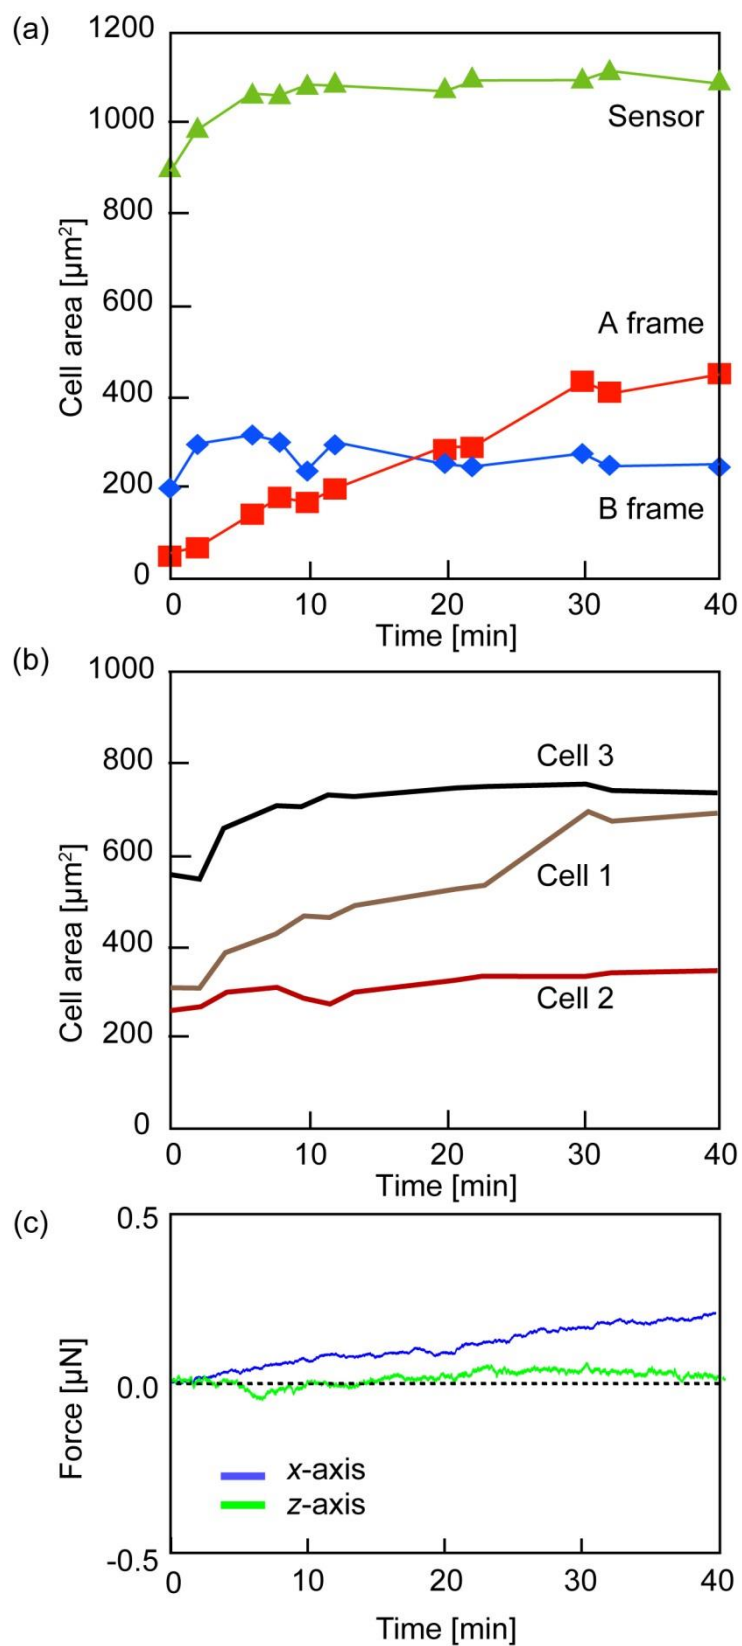 (a)
1200
1000
800
600
400
200
0
Cell area [µm²]
Sensor
A frame
B frame
0 10 20 30 40
Time [min]
(b)
1000
800
600
400
200
0
Cell area [µm²]
Cell 3
Cell 1
Cell 2
0 10 20 30 40
Time [min]
(c)
0.5
0.0
-0.5
Force [µN]
x-axis
z-axis
0 10 20 30 40
Time [min]